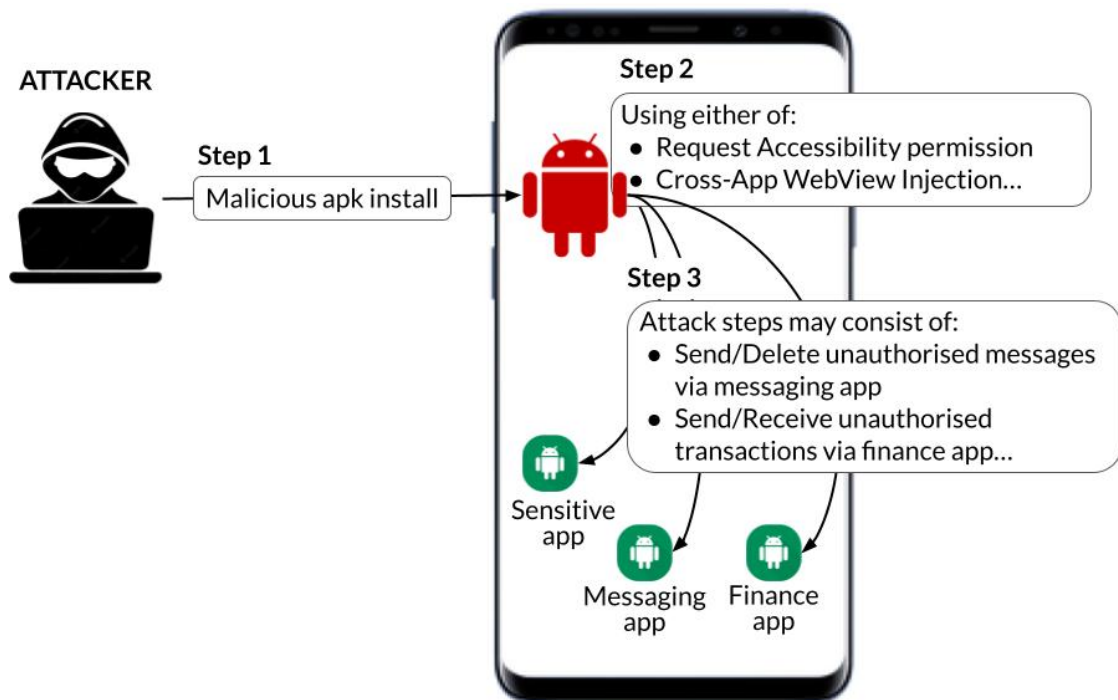 ATTACKER
Step 1
Malicious apk install
Step 2
Using either of:
● Request Accessibility permission
● Cross-App WebView Injection...
Step 3
Attack steps may consist of:
● Send/Delete unauthorised messages
via messaging app
● Send/Receive unauthorised
transactions via finance app...
Sensitive
app
Messaging
app
Finance
app